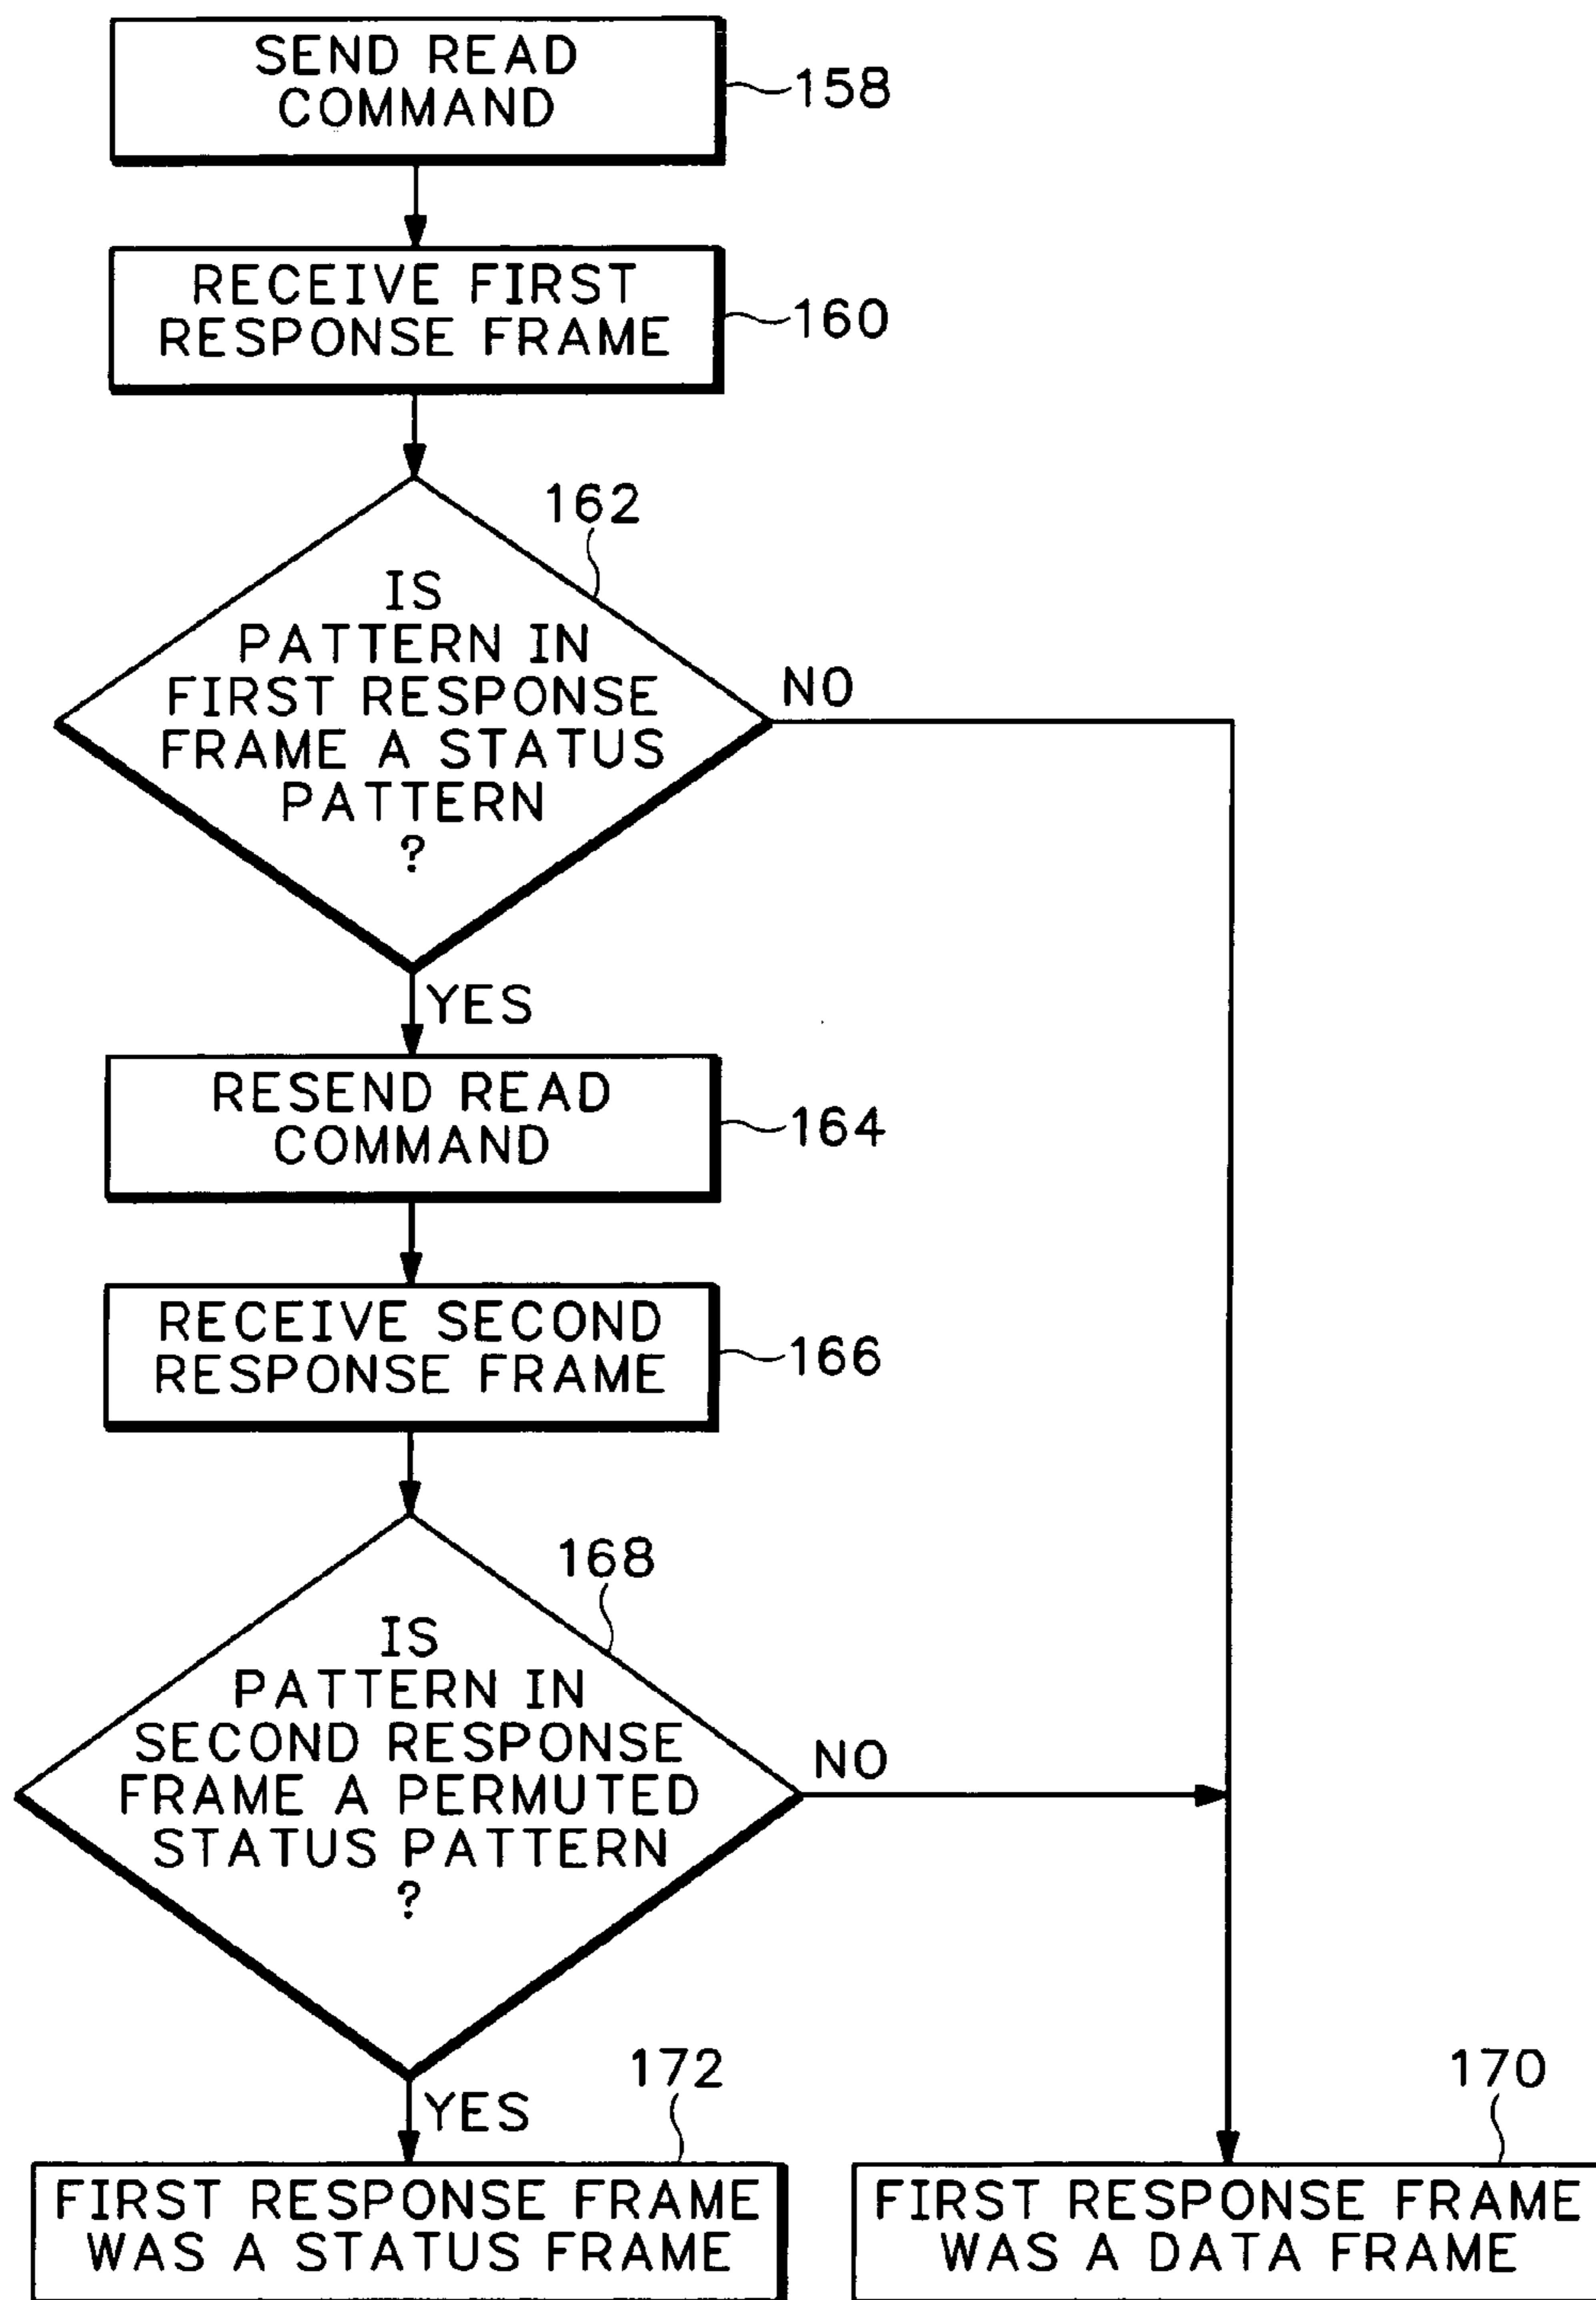 SEND READ
COMMAND
158
RECEIVE FIRST
RESPONSE FRAME
160
162
IS
PATTERN IN
FIRST RESPONSE
FRAME A STATUS
PATTERN
?
NO
YES
RESEND READ
COMMAND
164
RECEIVE SECOND
RESPONSE FRAME
166
168
IS
PATTERN IN
SECOND RESPONSE
FRAME A PERMUTED
STATUS PATTERN
?
NO
YES
172
170
FIRST RESPONSE FRAME
WAS A STATUS FRAME
FIRST RESPONSE FRAME
WAS A DATA FRAME